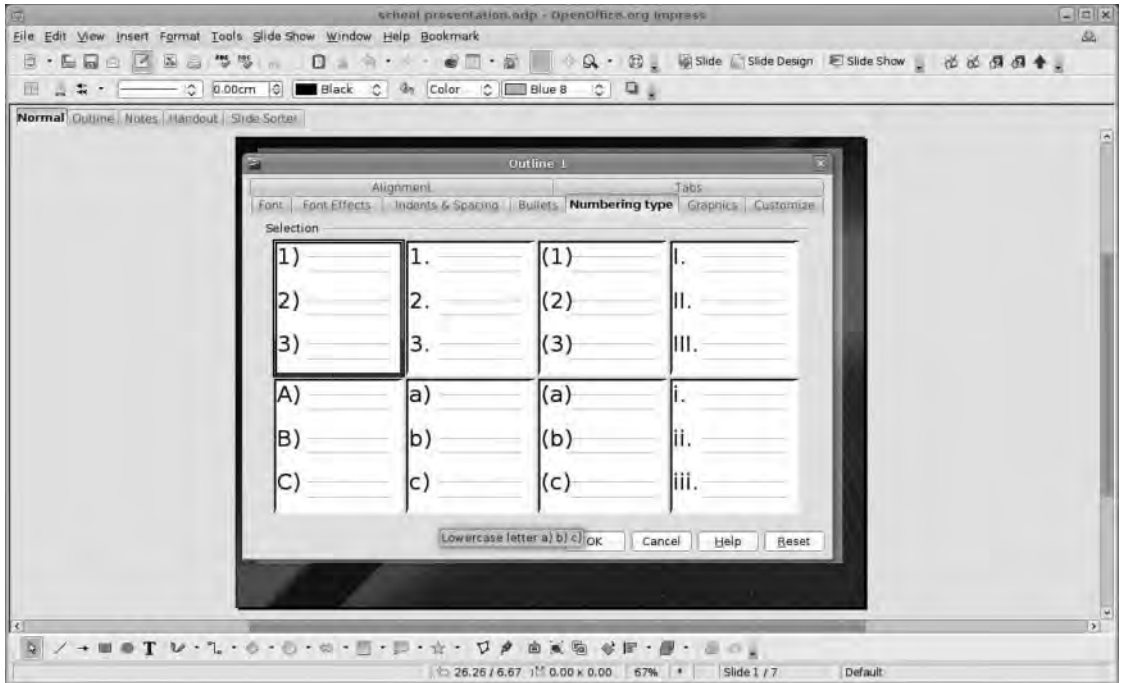 school presentation.odp - OpenOffice.org Impress
File Edit View Insert Format Tools Slide Show Window Help Bookmark
Slide Slide Design Slide Show
0.00cm Black Color Blue 8
Normal Outline Notes Handout Slide Sorter
Outline 1
Alignment Tabs
Font Font Effects Indents & Spacing Bullets Numbering type Graphics Customize
Selection
1) 1. (1) I.
2) 2. (2) II.
3) 3. (3) III.
A) a) (a) i.
B) b) (b) ii.
C) c) (c) iii.
Lowercase letter a) b) c) OK Cancel Help Reset
T
26.26 / 6.67 0.00 x 0.00 67% * Slide 1 / 7 Default